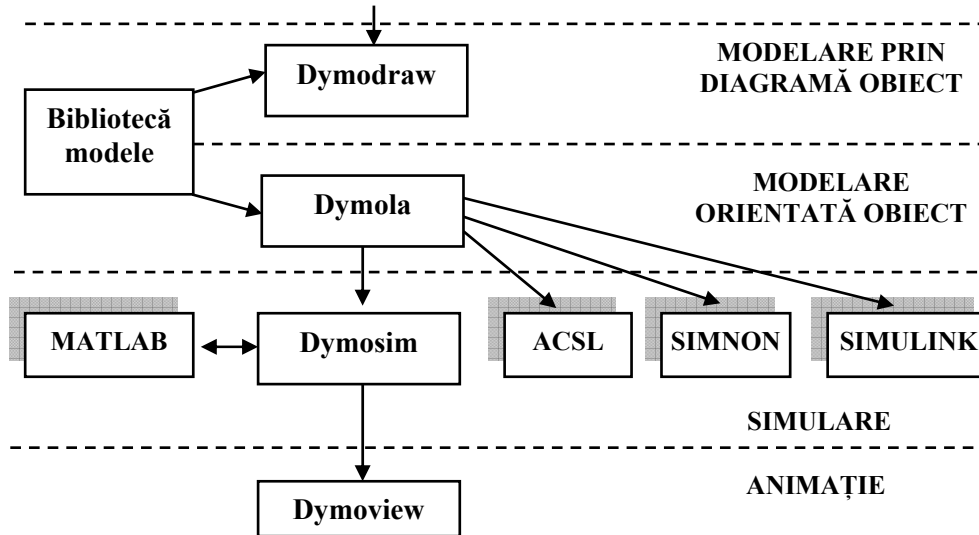 MODELARE PRIN
DIAGRAMĂ OBIECT
Dymodraw
Bibliotecă
modele
MODELARE
ORIENTATĂ OBIECT
Dymola
MATLAB
Dymosim
ACSL
SIMNON
SIMULINK
SIMULARE
ANIMAȚIE
Dymoview